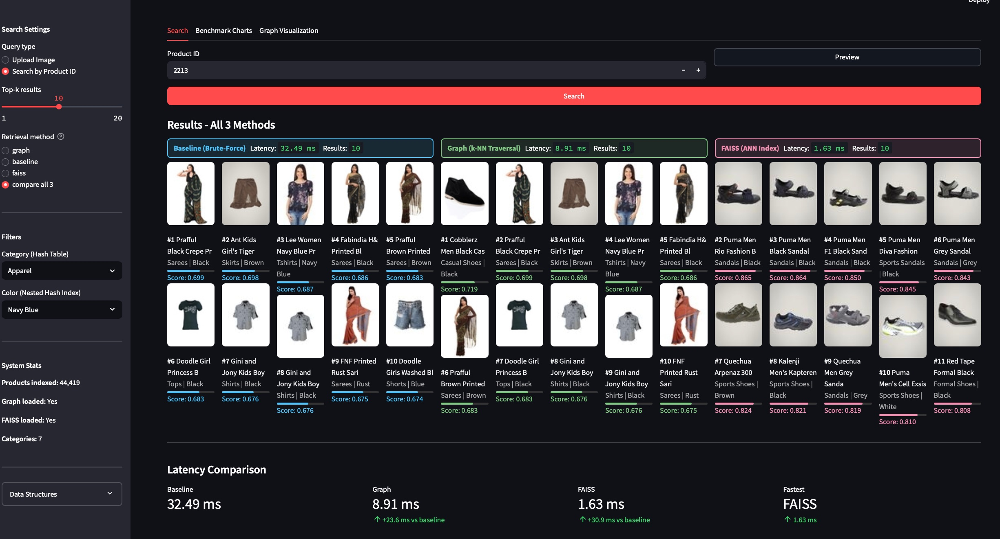 Deploy
Search Settings
Query type
Upload Image
Search by Product ID
Top-k results
10
1 20
Retrieval method
graph
baseline
faiss
compare all 3
Filters
Category (Hash Table)
Apparel
Color (Nested Hash Index)
Navy Blue
System Stats
Products indexed: 44,419
Graph loaded: Yes
FAISS loaded: Yes
Categories: 7
Data Structures
Search Benchmark Charts Graph Visualization
Product ID
2213
Preview
Search
Results - All 3 Methods
Baseline (Brute-Force) Latency: 32.49 ms Results: 10
#1 Prafful
Black Crepe Pr
Sarees | Black
Score: 0.699
#2 Ant Kids
Girl's Tiger
Skirts | Brown
Score: 0.698
#3 Lee Women
Navy Blue Pr
Tshirts | Navy
Blue
Score: 0.687
#4 Fabindia H&
Printed Bl
Sarees | Black
Score: 0.686
#5 Prafful
Brown Printed
Sarees | Brown
Score: 0.683
#6 Doodle Girl
Princess B
Tops | Black
Score: 0.683
#7 Gini and
Jony Kids Boy
Shirts | Black
Score: 0.676
#8 Gini and
Jony Kids Boy
Shirts | Black
Score: 0.676
#9 FNF Printed
Rust Sari
Sarees | Rust
Score: 0.675
#10 Doodle
Girls Washed Bl
Shorts | Blue
Score: 0.674
Graph (k-NN Traversal) Latency: 8.91 ms Results: 10
#1 Cobblerz
Men Black Cas
Casual Shoes |
Black
Score: 0.719
#2 Prafful
Black Crepe Pr
Sarees | Black
Score: 0.699
#3 Ant Kids
Girl's Tiger
Skirts | Brown
Score: 0.698
#4 Lee Women
Navy Blue Pr
Tshirts | Navy
Blue
Score: 0.687
#5 Fabindia H&
Printed Bl
Sarees | Black
Score: 0.686
#6 Prafful
Brown Printed
Sarees | Brown
Score: 0.683
#7 Doodle Girl
Princess B
Tops | Black
Score: 0.683
#8 Gini and
Jony Kids Boy
Shirts | Black
Score: 0.676
#9 Gini and
Jony Kids Boy
Shirts | Black
Score: 0.676
#10 FNF
Printed Rust
Sari
Sarees | Rust
Score: 0.675
FAISS (ANN Index) Latency: 1.63 ms Results: 10
#2 Puma Men
Rio Fashion B
Sandals | Black
Score: 0.865
#3 Puma Men
Black Sandal
Sandals | Black
Score: 0.864
#4 Puma Men
F1 Black Sand
Sandals | Black
Score: 0.850
#5 Puma Men
Diva Fashion
Sports Sandals
| Black
Score: 0.845
#6 Puma Men
Grey Sandal
Sandals | Grey
Score: 0.843
#7 Quechua
Arpenaz 300
Sports Shoes |
Brown
Score: 0.824
#8 Kalenji
Men's Kapteren
Sports Shoes |
Black
Score: 0.821
#9 Quechua
Men Grey
Sanda
Sandals | Grey
Score: 0.819
#10 Puma
Men's Cell Exsis
Sports Shoes |
White
Score: 0.810
#11 Red Tape
Formal Black
Formal Shoes |
Black
Score: 0.808
Latency Comparison
Baseline
32.49 ms
Graph
8.91 ms
↑ +23.6 ms vs baseline
FAISS
1.63 ms
↑ +30.9 ms vs baseline
Fastest
FAISS
↑ 1.63 ms